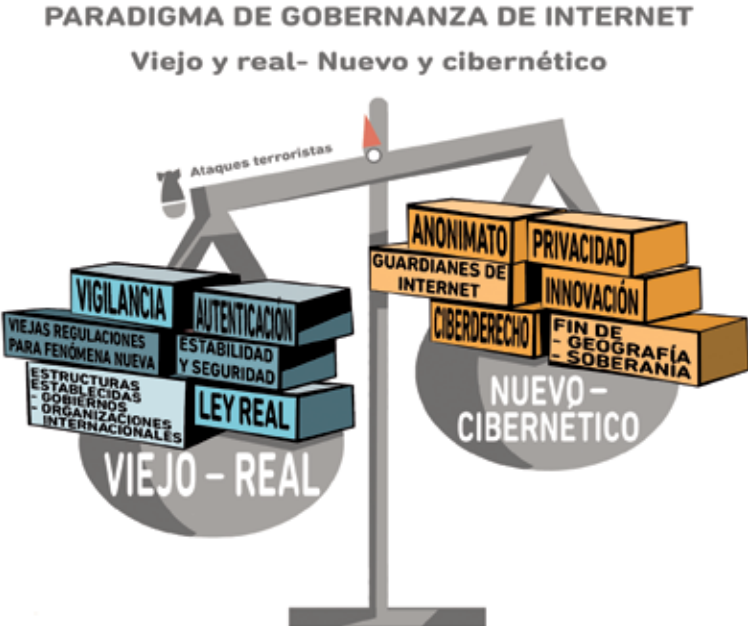 PARADIGMA DE GOBERNANZA DE INTERNET
Viejo y real- Nuevo y cibernético
Ataques terroristas
VIGILANCIA
AUTENTICACIÓN
VIEJAS REGULACIONES
PARA FENÓMENA NUEVA
ESTABILIDAD
Y SEGURIDAD
ESTRUCTURAS
ESTABLECIDAS
- GOBIERNOS
- ORGANIZACIONES
INTERNACIONALES
LEY REAL
VIEJO – REAL
ANONIMATO
PRIVACIDAD
GUARDIANES DE
INTERNET
INNOVACIÓN
CIBERDERECHO
FIN DE
- GEOGRAFÍA
- SOBERANÍA
NUEVO –
CIBERNÉTICO